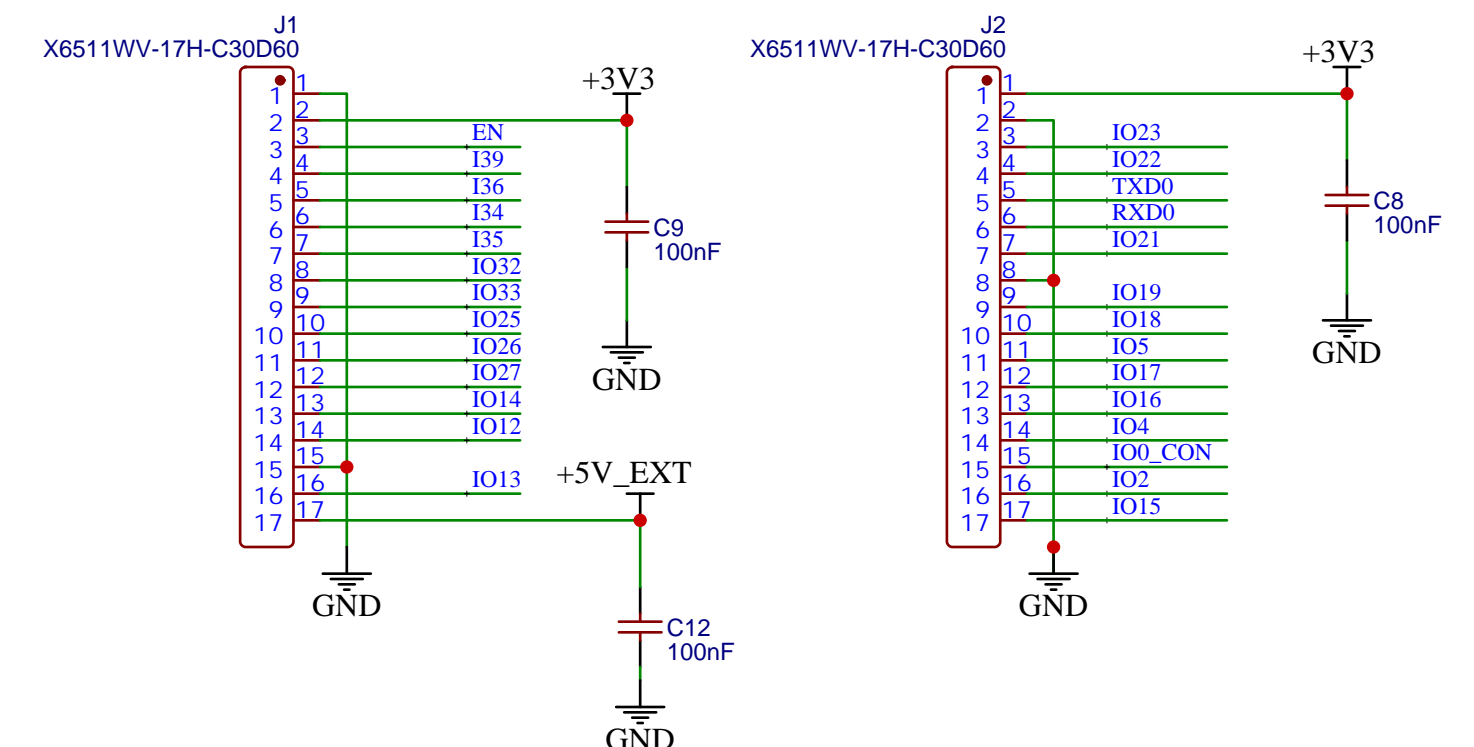 J1
X6511WV-17H-C30D60
1 1
2 2
3 3 EN
4 4 I39
5 5 I36
6 6 I34
7 7 I35
8 8 IO32
9 9 IO33
10 10 IO25
11 11 IO26
12 12 IO27
13 13 IO14
14 14 IO12
15 15
16 16 IO13
17 17
GND
+3V3
C9
100nF
GND
+5V_EXT
C12
100nF
GND
J2
X6511WV-17H-C30D60
1 1
2 2
3 3 IO23
4 4 IO22
5 5 TXD0
6 6 RXD0
7 7 IO21
8 8
9 9 IO19
10 10 IO18
11 11 IO5
12 12 IO17
13 13 IO16
14 14 IO4
15 15 IO0_CON
16 16 IO2
17 17 IO15
GND
+3V3
C8
100nF
GND